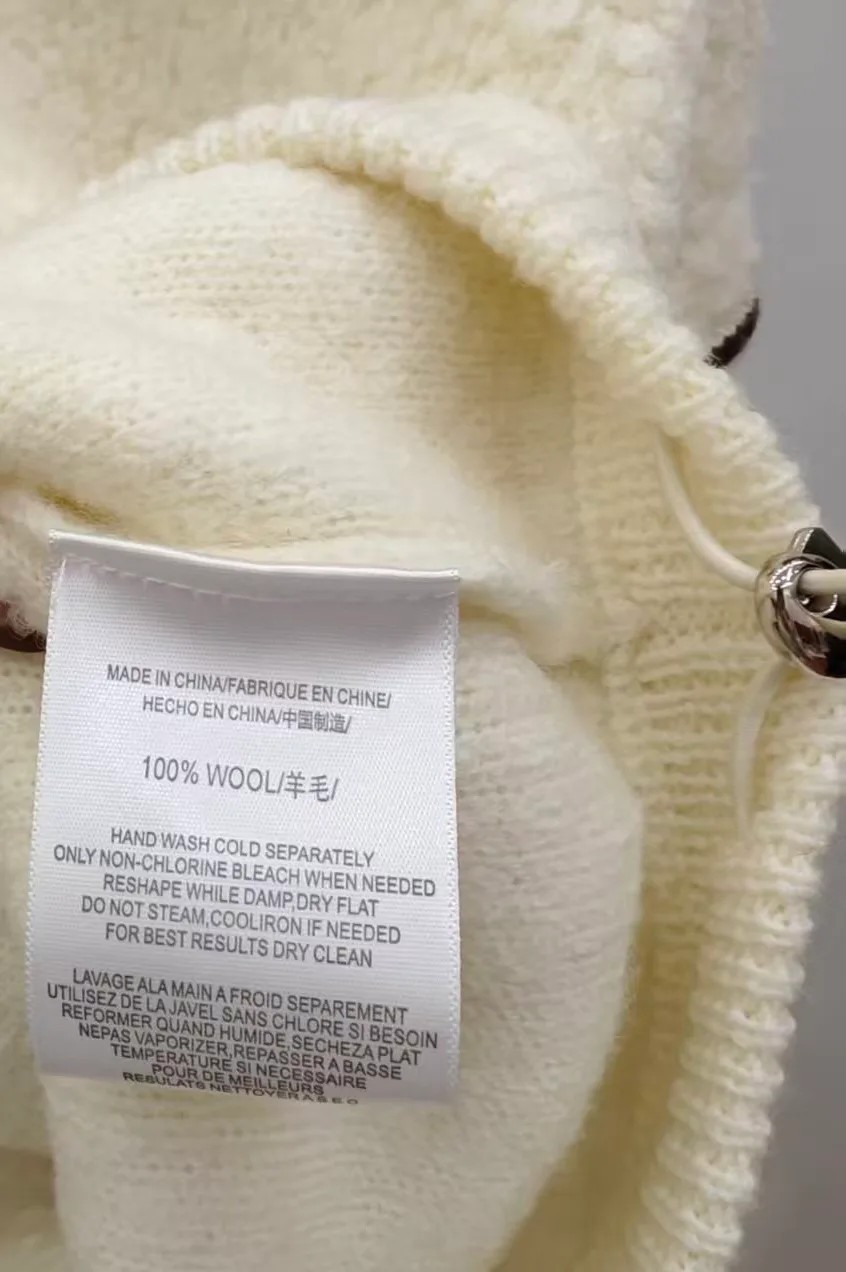 MADE IN CHINA/FABRIQUE EN CHINE/
HECHO EN CHINA/中国制造/
100% WOOL/羊毛/
HAND WASH COLD SEPARATELY
ONLY NON-CHLORINE BLEACH WHEN NEEDED
RESHAPE WHILE DAMP,DRY FLAT
DO NOT STEAM,COOLIRON IF NEEDED
FOR BEST RESULTS DRY CLEAN
LAVAGE ALA MAIN A FROID SEPAREMENT
UTILISEZ DE LA JAVEL SANS CHLORE SI BESOIN
REFORMER QUAND HUMIDE,SECHEZA PLAT
NEPAS VAPORIZER,REPASSER A BASSE
TEMPERATURE SI NECESSAIRE
POUR DE MEILLEURS
RESULATS NETTOYER